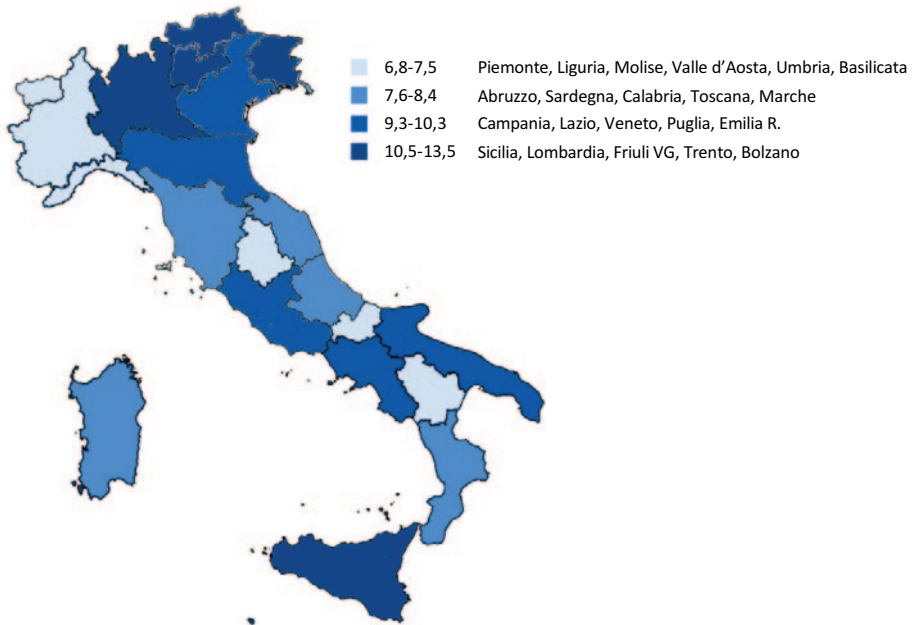 6,8-7,5 Piemonte, Liguria, Molise, Valle d’Aosta, Umbria, Basilicata
7,6-8,4 Abruzzo, Sardegna, Calabria, Toscana, Marche
9,3-10,3 Campania, Lazio, Veneto, Puglia, Emilia R.
10,5-13,5 Sicilia, Lombardia, Friuli VG, Trento, Bolzano